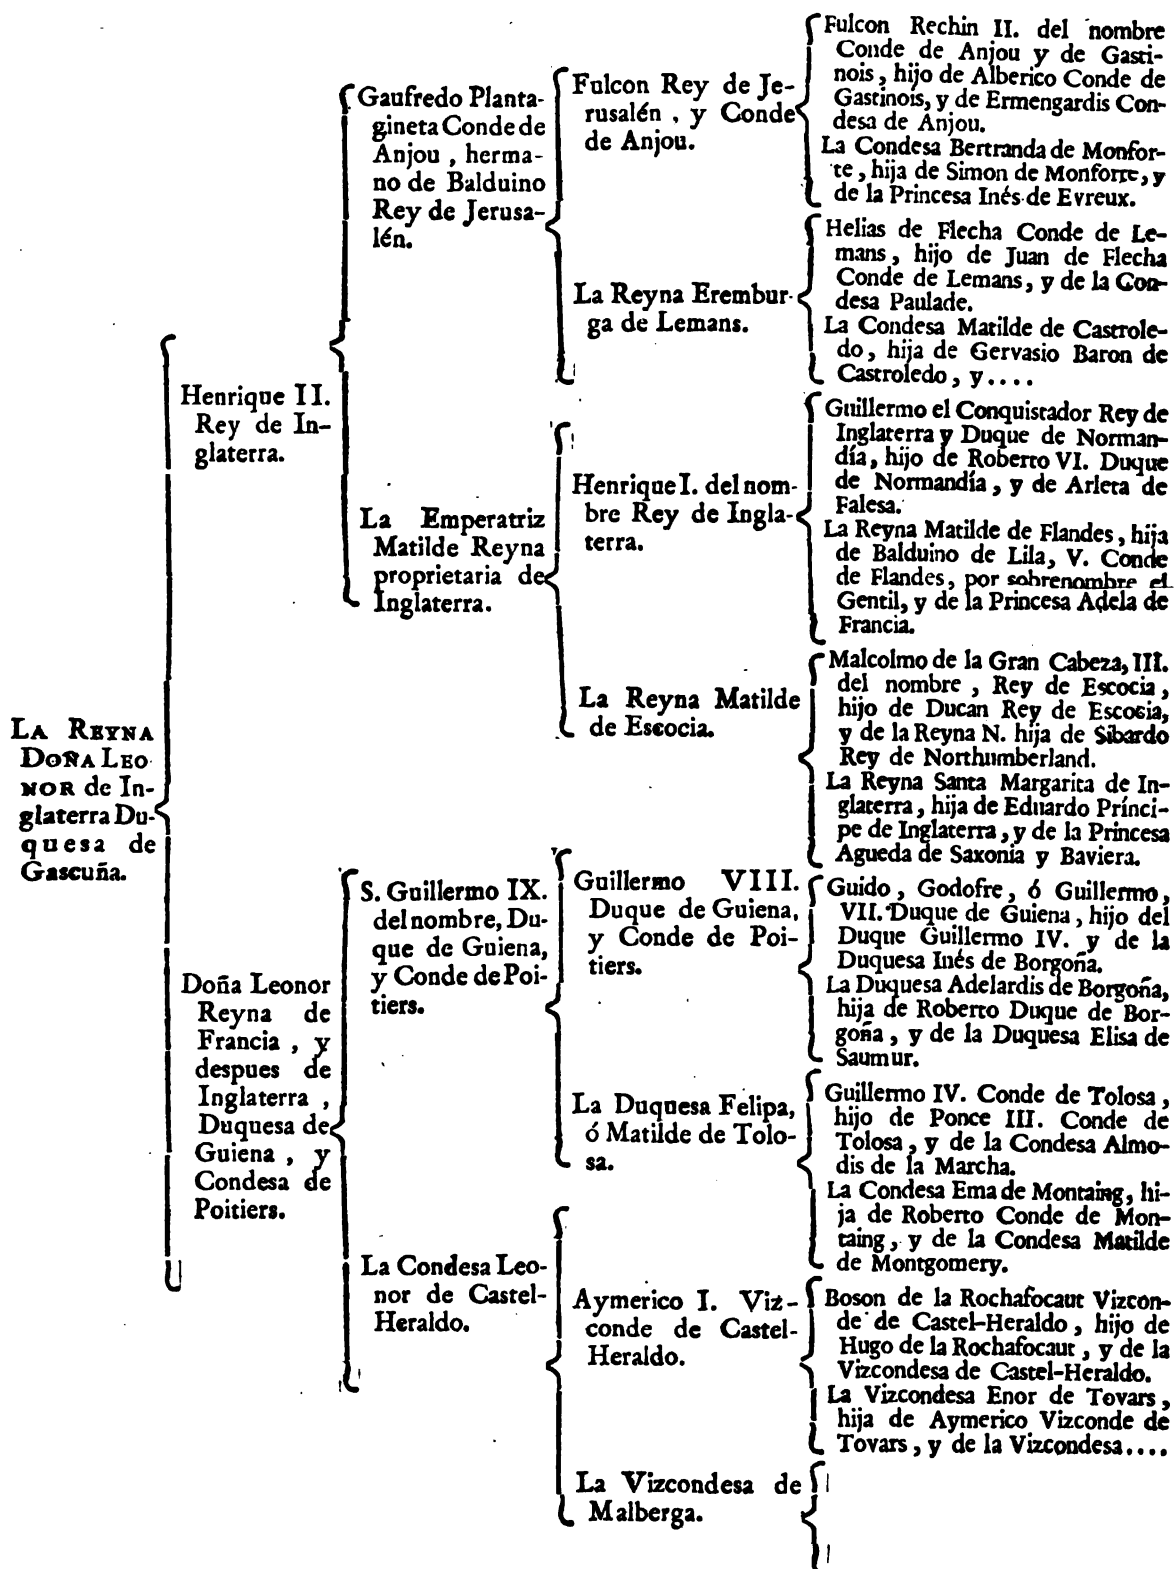 LA REYNA
DOÑA LEO
NOR de In-
glaterra Du-
quesa de
Gascuña.
Henrique II.
Rey de In-
glaterra.
Doña Leonor
Reyna de
Francia , y
despues de
Inglaterra ,
Duquesa de
Guiena , y
Condesa de
Poitiers.
Gaufredo Planta-
gineta Conde de
Anjou , herma-
no de Balduino
Rey de Jerusa-
lén.
La Emperatriz
Matilde Reyna
proprietaria de
Inglaterra.
S. Guillermo IX.
del nombre, Du-
que de Guiena,
y Conde de Poi-
tiers.
La Condesa Leo-
nor de Castel-
Heraldo.
Fulcon Rey de Je-
rusalén , y Conde
de Anjou.
La Reyna Erembur-
ga de Lemans.
Henrique I. del nom-
bre Rey de Ingla-
terra.
La Reyna Matilde
de Escocia.
Guillermo VIII.
Duque de Guiena,
y Conde de Poi-
tiers.
La Duquesa Felipa,
ó Matilde de Tolo-
sa.
Aymerico I. Viz-
conde de Castel-
Heraldo.
La Vizcondesa de
Malberga.
Fulcon Rechin II. del nombre
Conde de Anjou y de Gasti-
nois , hijo de Alberico Conde de
Gastinois, y de Ermengardis Con-
desa de Anjou.
La Condesa Bertranda de Monfor-
te , hija de Simon de Monforte, y
de la Princesa Inés de Evreux.
Helias de Flecha Conde de Le-
mans , hijo de Juan de Flecha
Conde de Lemans , y de la Con-
desa Paulade.
La Condesa Matilde de Castrole-
do , hija de Gervasio Baron de
Castroledo , y....
Guillermo el Conquistador Rey de
Inglaterra y Duque de Norman-
día, hijo de Roberto VI. Duque
de Normandía , y de Arleta de
Falesa.
La Reyna Matilde de Flandes , hija
de Balduino de Lila, V. Conde
de Flandes, por sobrenombre el
Gentil, y de la Princesa Adela de
Francia.
Malcolmo de la Gran Cabeza, III.
del nombre , Rey de Escocia ,
hijo de Ducan Rey de Escocia,
y de la Reyna N. hija de Sibardo
Rey de Northumberland.
La Reyna Santa Margarita de In-
glaterra, hija de Eduardo Prínci-
pe de Inglaterra , y de la Princesa
Agueda de Saxonia y Baviera.
Guido , Godofre , ó Guillermo ,
VII. Duque de Guiena , hijo del
Duque Guillermo IV. y de la
Duquesa Inés de Borgoña.
La Duquesa Adelardis de Borgoña,
hija de Roberto Duque de Bor-
goña , y de la Duquesa Elisa de
Saumur.
Guillermo IV. Conde de Tolosa ,
hijo de Ponce III. Conde de
Tolosa , y de la Condesa Almo-
dis de la Marcha.
La Condesa Ema de Montaing, hi-
ja de Roberto Conde de Mon-
taing , y de la Condesa Matilde
de Montgomery.
Boson de la Rochafocaut Vizcon-
de de Castel-Heraldo , hijo de
Hugo de la Rochafocaut , y de la
Vizcondesa de Castel-Heraldo.
La Vizcondesa Enor de Tovars ,
hija de Aymerico Vizconde de
Tovars , y de la Vizcondesa....